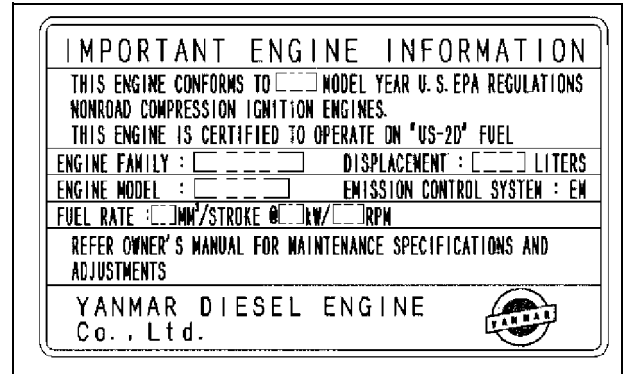 IMPORTANT ENGINE INFORMATION
THIS ENGINE CONFORMS TO MODEL YEAR U.S.EPA REGULATIONS
NONROAD COMPRESSION IGNITION ENGINES.
THIS ENGINE IS CERTIFIED TO OPERATE ON "US-2D" FUEL
ENGINE FAMILY : DISPLACEMENT : LITERS
ENGINE MODEL : EMISSION CONTROL SYSTEM : EM
FUEL RATE : MM³/STROKE @ kW/ RPM
REFER OWNER'S MANUAL FOR MAINTENANCE SPECIFICATIONS AND
ADJUSTMENTS
YANMAR DIESEL ENGINE
Co., Ltd.
YANMAR